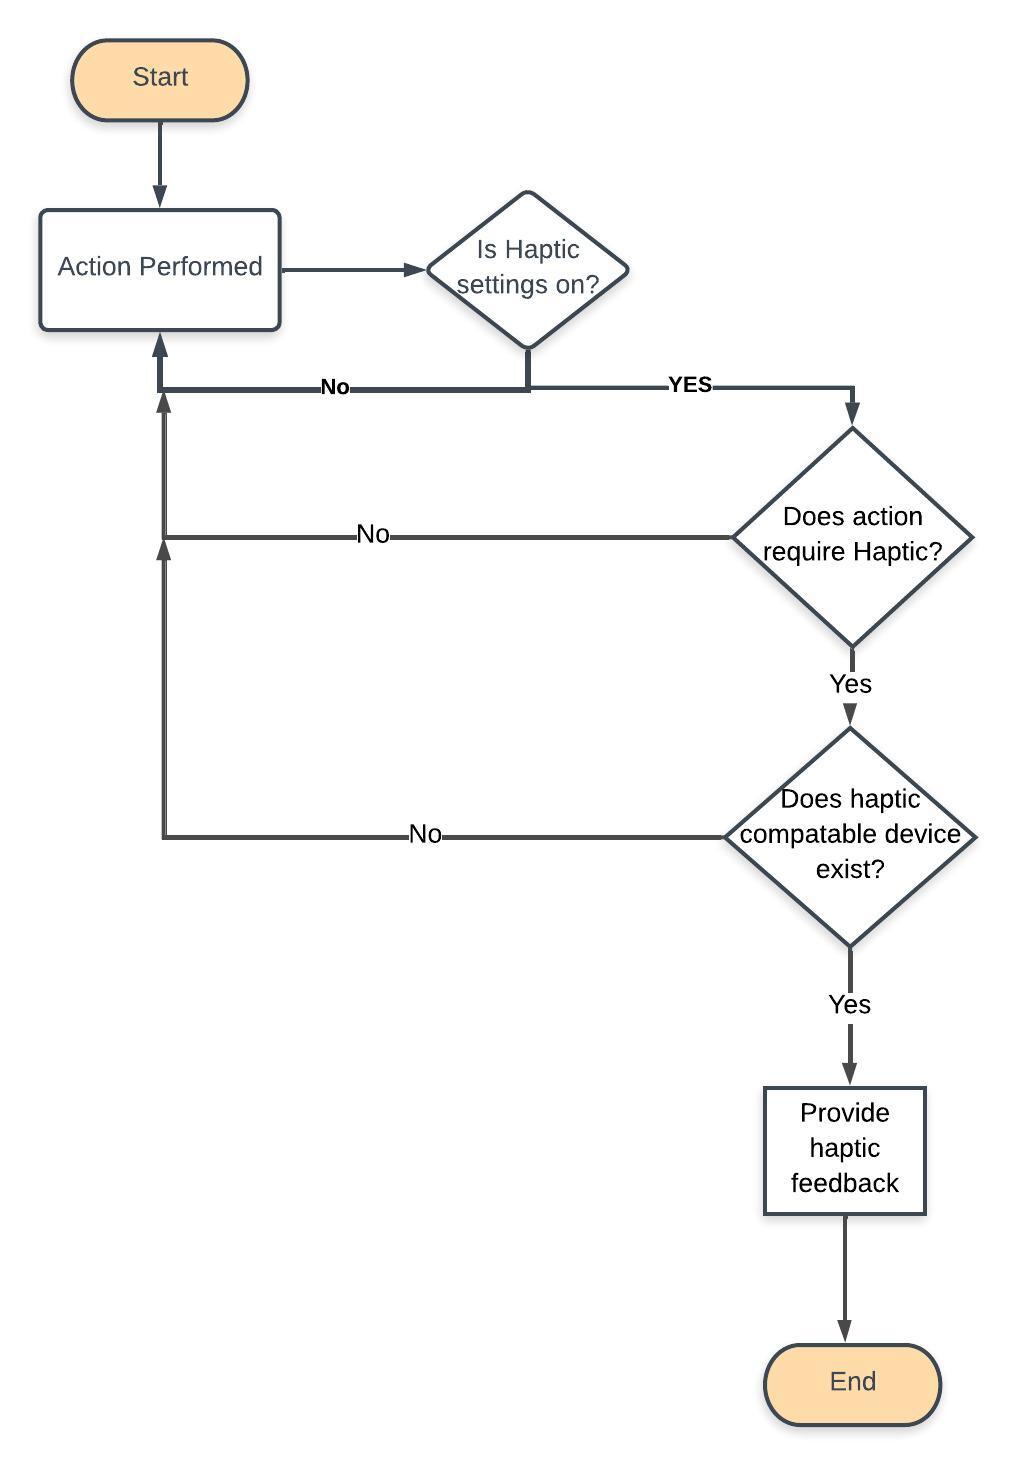 Start
Action Performed
Is Haptic
settings on?
No
YES
Does action
require Haptic?
No
Yes
Does haptic
compatable device
exist?
No
Yes
Provide
haptic
feedback
End